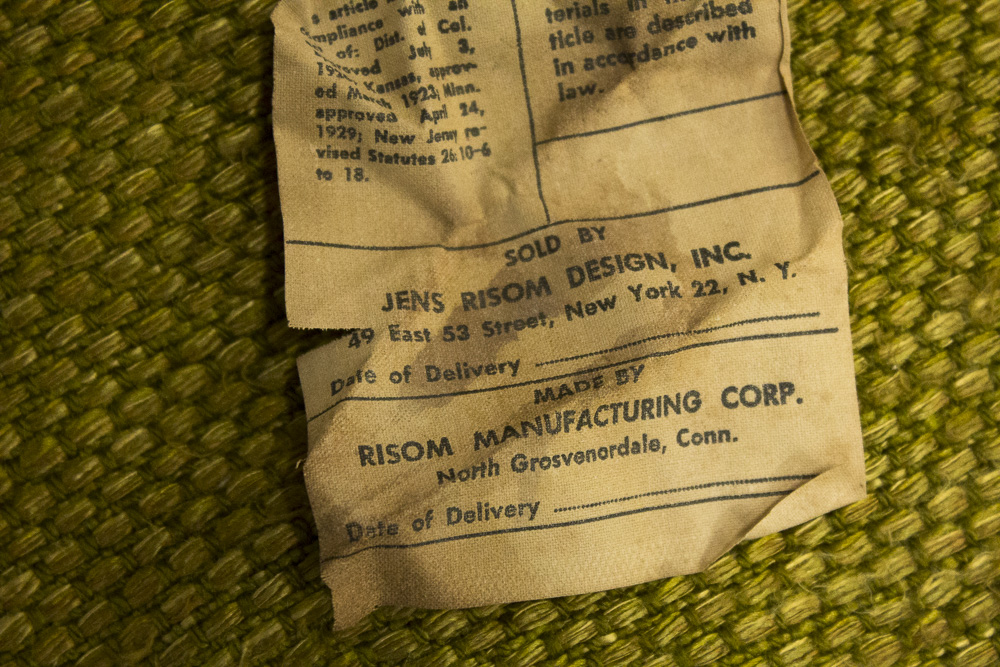 article
mpliance with an
of: Dist. of Col.
July 3,
Kansas, approv-
ed March 1923; Minn.
approved April 24,
1929; New Jersey re-
vised Statutes 26:10-6
to 18.
terials in
ticle are described
in accordance with
law.
SOLD BY
JENS RISOM DESIGN, INC.
49 East 53 Street, New York 22, N. Y.
Date of Delivery
MADE BY
RISOM MANUFACTURING CORP.
North Grosvenordale, Conn.
Date of Delivery